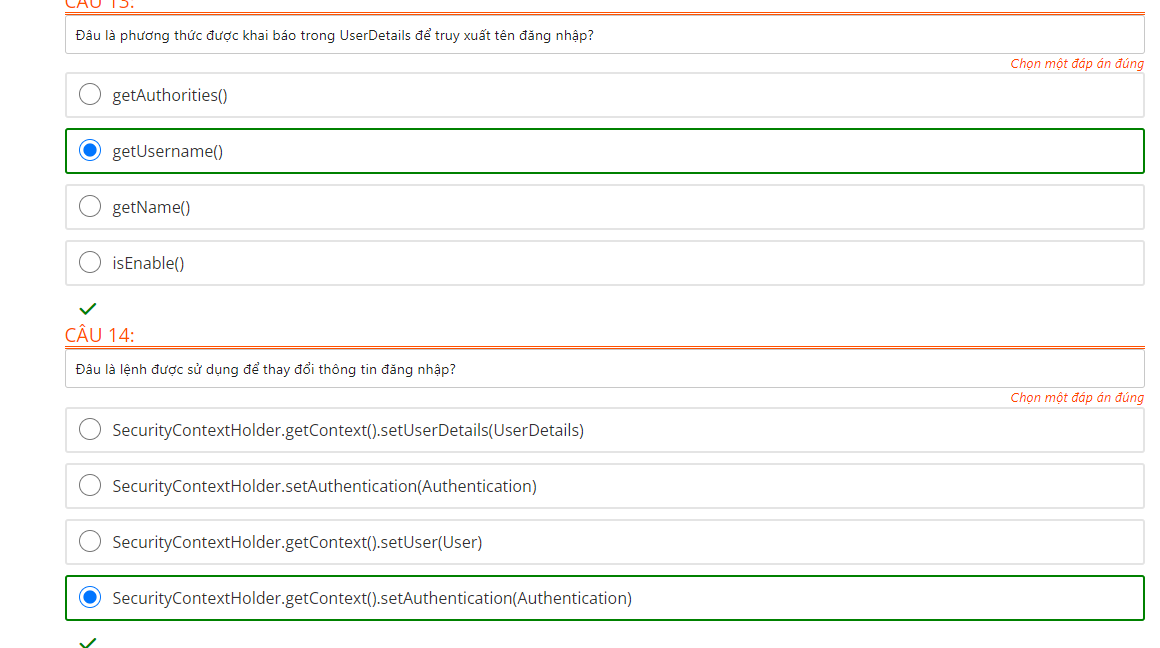 CÂU 13:
Đâu là phương thức được khai báo trong UserDetails để truy xuất tên đăng nhập?
Chọn một đáp án đúng
getAuthorities()
getUsername()
getName()
isEnable()
CÂU 14:
Đâu là lệnh được sử dụng để thay đổi thông tin đăng nhập?
Chọn một đáp án đúng
SecurityContextHolder.getContext().setUserDetails(UserDetails)
SecurityContextHolder.setAuthentication(Authentication)
SecurityContextHolder.getContext().setUser(User)
SecurityContextHolder.getContext().setAuthentication(Authentication)